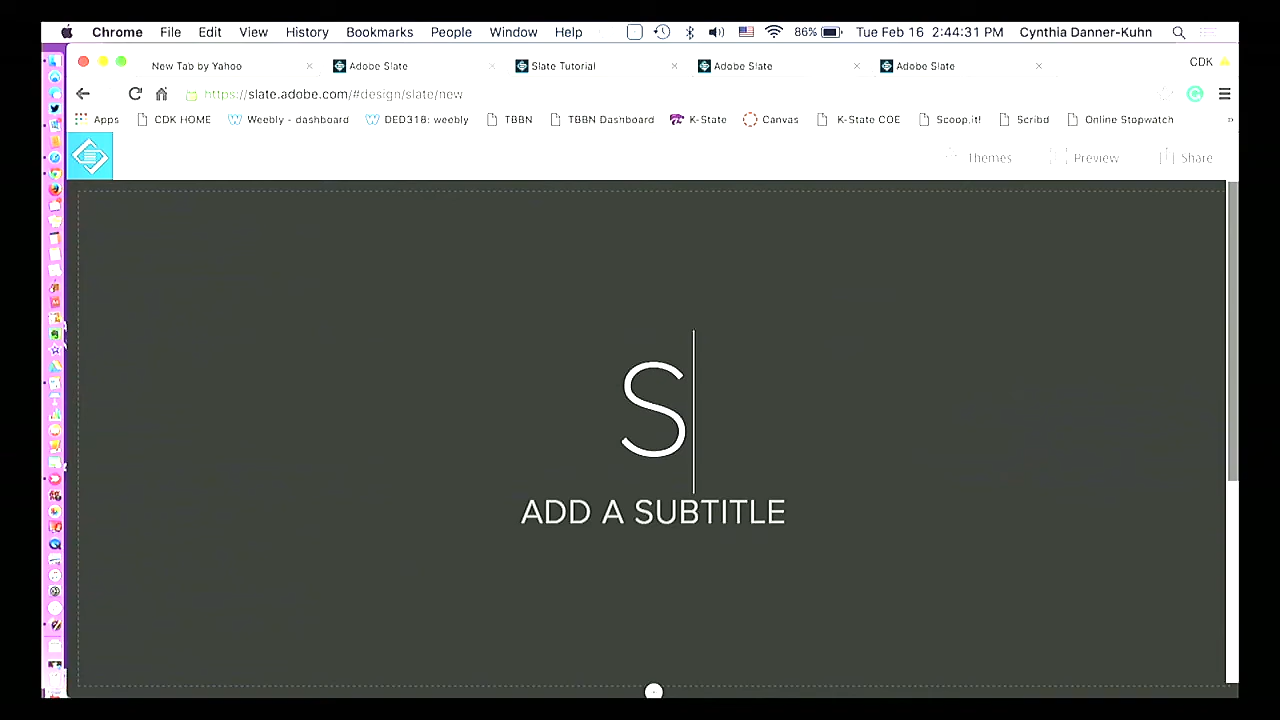 Chrome File Edit View History Bookmarks People Window Help 86% Tue Feb 16 2:44:31 PM Cynthia Danner-Kuhn
New Tab by Yahoo Adobe Slate Slate Tutorial Adobe Slate Adobe Slate CDK
https://slate.adobe.com/#design/slate/new
Apps CDK HOME Weebly - dashboard DED318: weebly TBBN TBBN Dashboard K-State Canvas K-State COE Scoop.it! Scribd Online Stopwatch »
Themes Preview Share
S
ADD A SUBTITLE